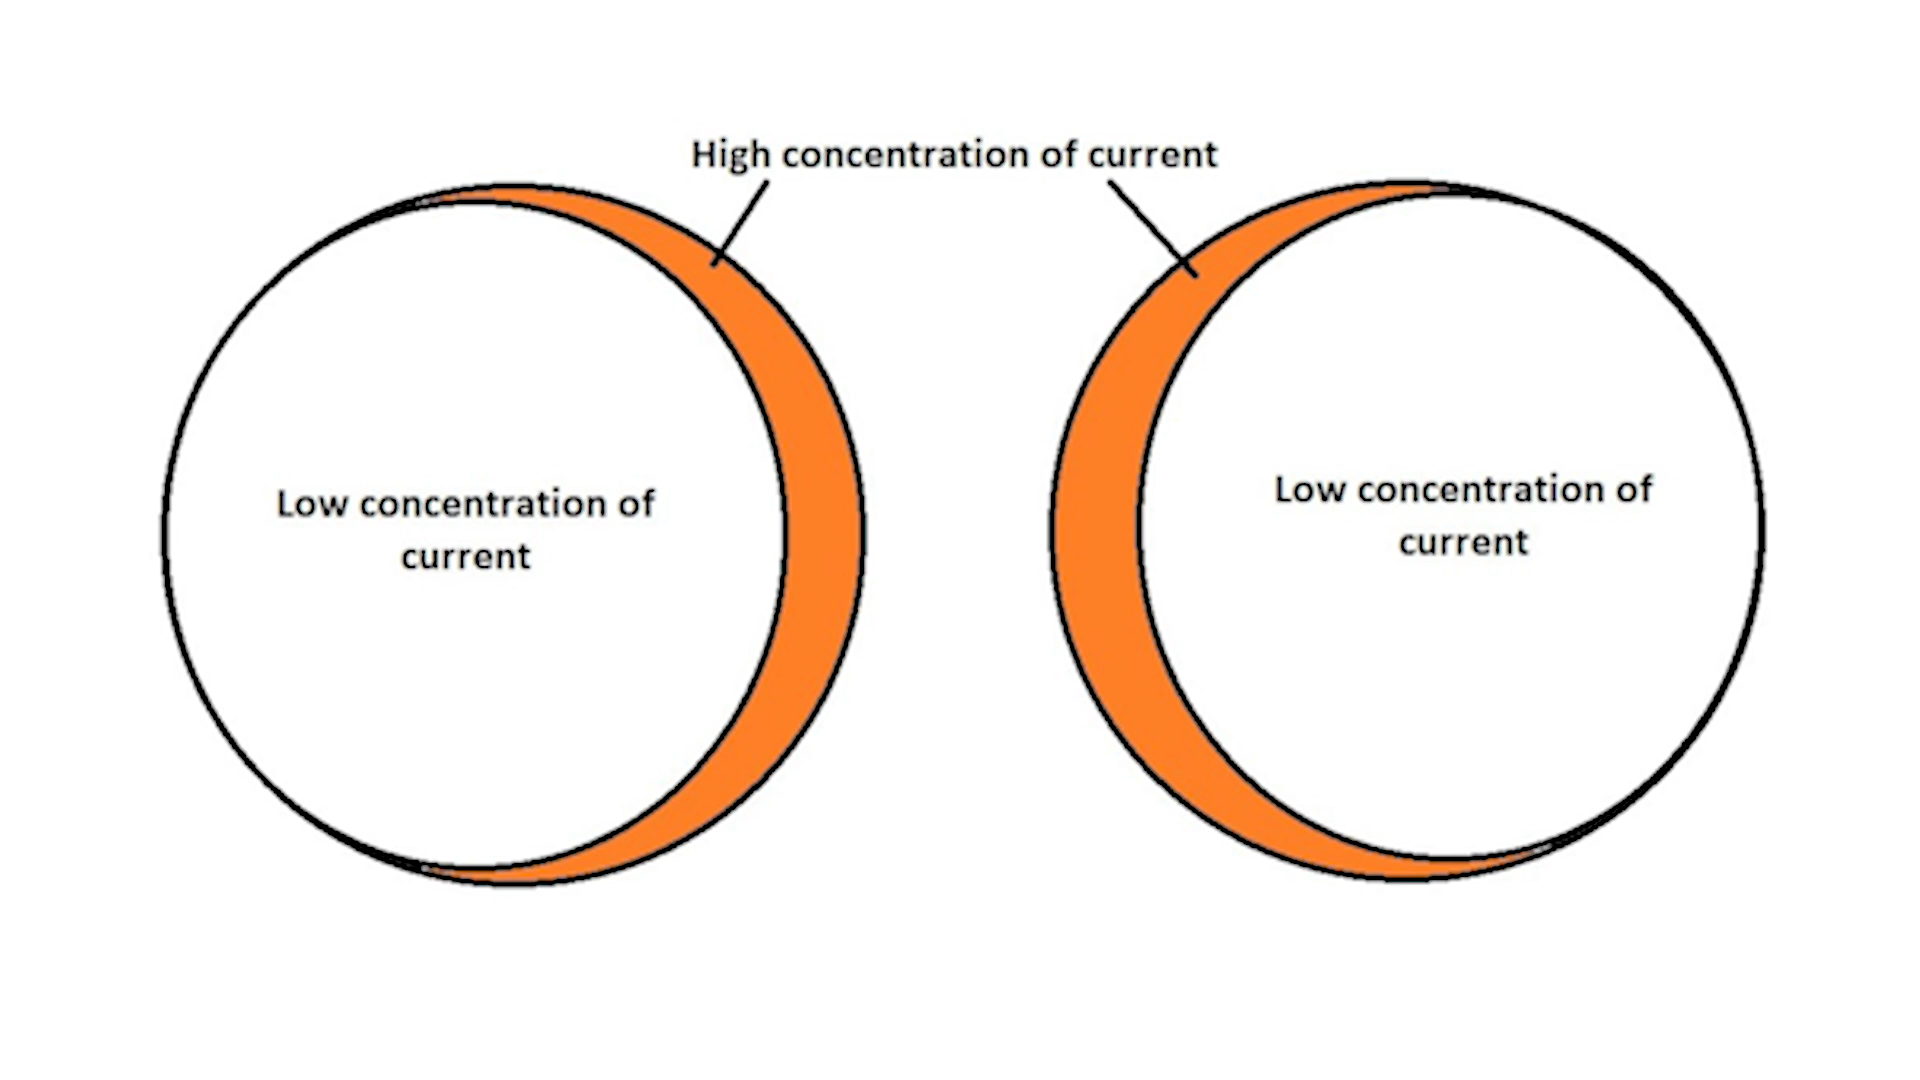 High concentration of current
Low concentration of
current
Low concentration of
current